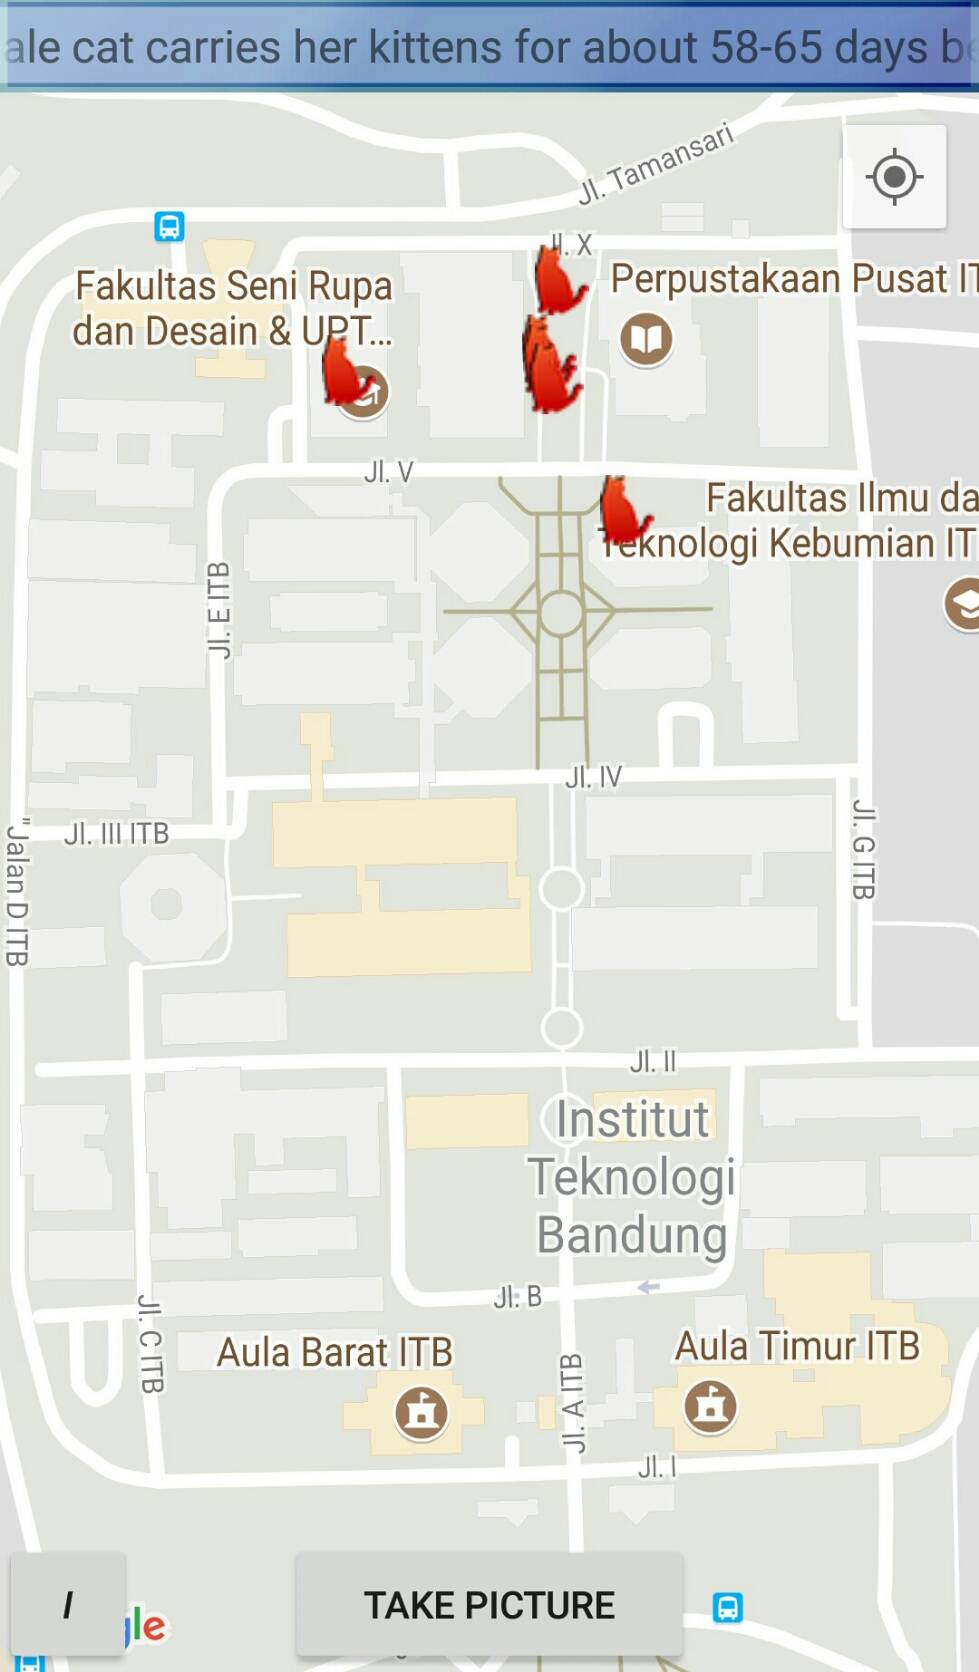 ale cat carries her kittens for about 58-65 days b
Jl. Tamansari
Jl. X
Fakultas Seni Rupa
dan Desain & UPT...
Perpustakaan Pusat IT
Jl. V
Fakultas Ilmu da
Teknologi Kebumian IT
Jl. E ITB
Jl. IV
Jl. III ITB
"Jalan D ITB
Jl. G ITB
Jl. II
Institut
Teknologi
Bandung
Jl. B
Jl. C ITB
Aula Barat ITB
Aula Timur ITB
Jl. A ITB
Jl. I
I
gle
TAKE PICTURE